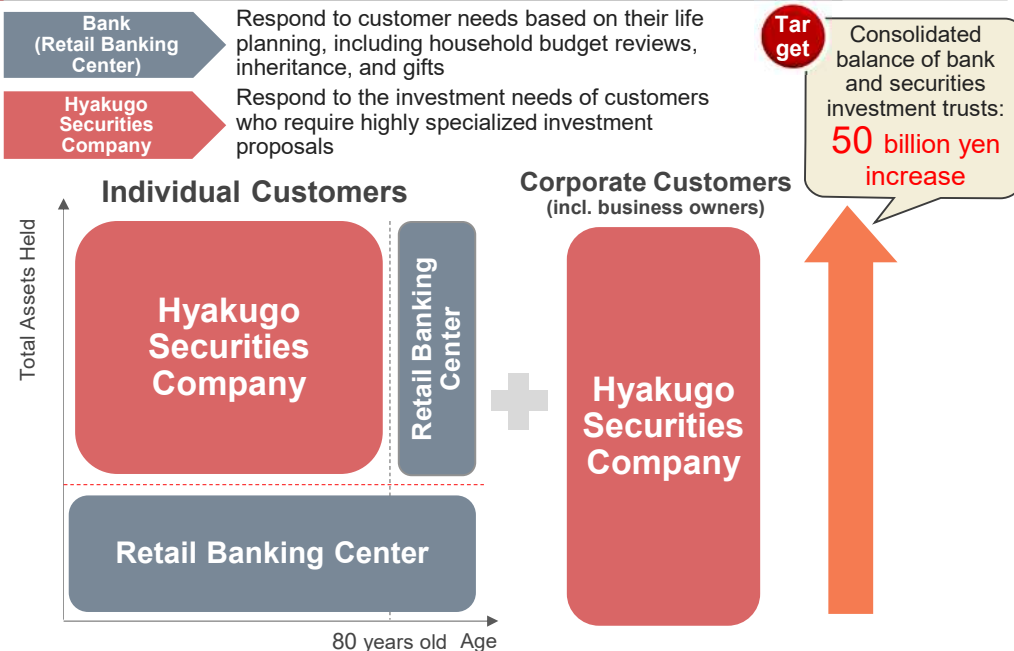 Bank
(Retail Banking
Center)
Respond to customer needs based on their life
planning, including household budget reviews,
inheritance, and gifts
Hyakugo
Securities
Company
Respond to the investment needs of customers
who require highly specialized investment
proposals
Tar
get
Consolidated
balance of bank
and securities
investment trusts:
50 billion yen
increase
Individual Customers
Corporate Customers
(incl. business owners)
Total Assets Held
Hyakugo
Securities
Company
Retail Banking
Center
Hyakugo
Securities
Company
Retail Banking Center
80 years old Age